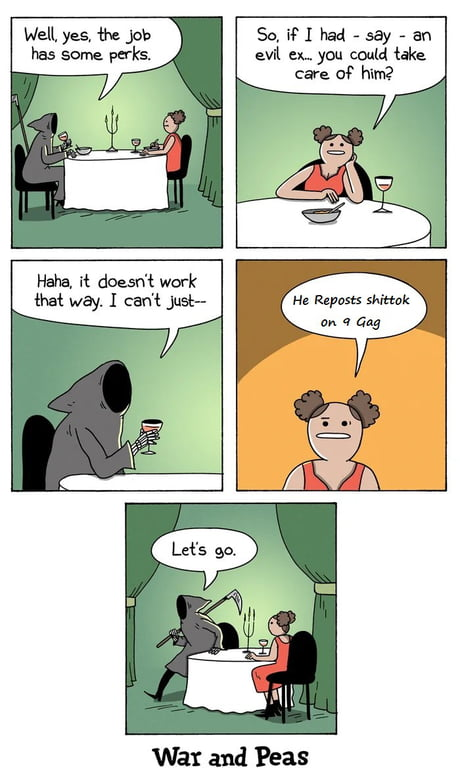 Well, yes, the job
has some perks.
So, if I had - say - an
evil ex... you could take
care of him?
Haha, it doesn't work
that way. I can't just--
He Reposts shittok
on 9 Gag
Let's go.
War and Peas